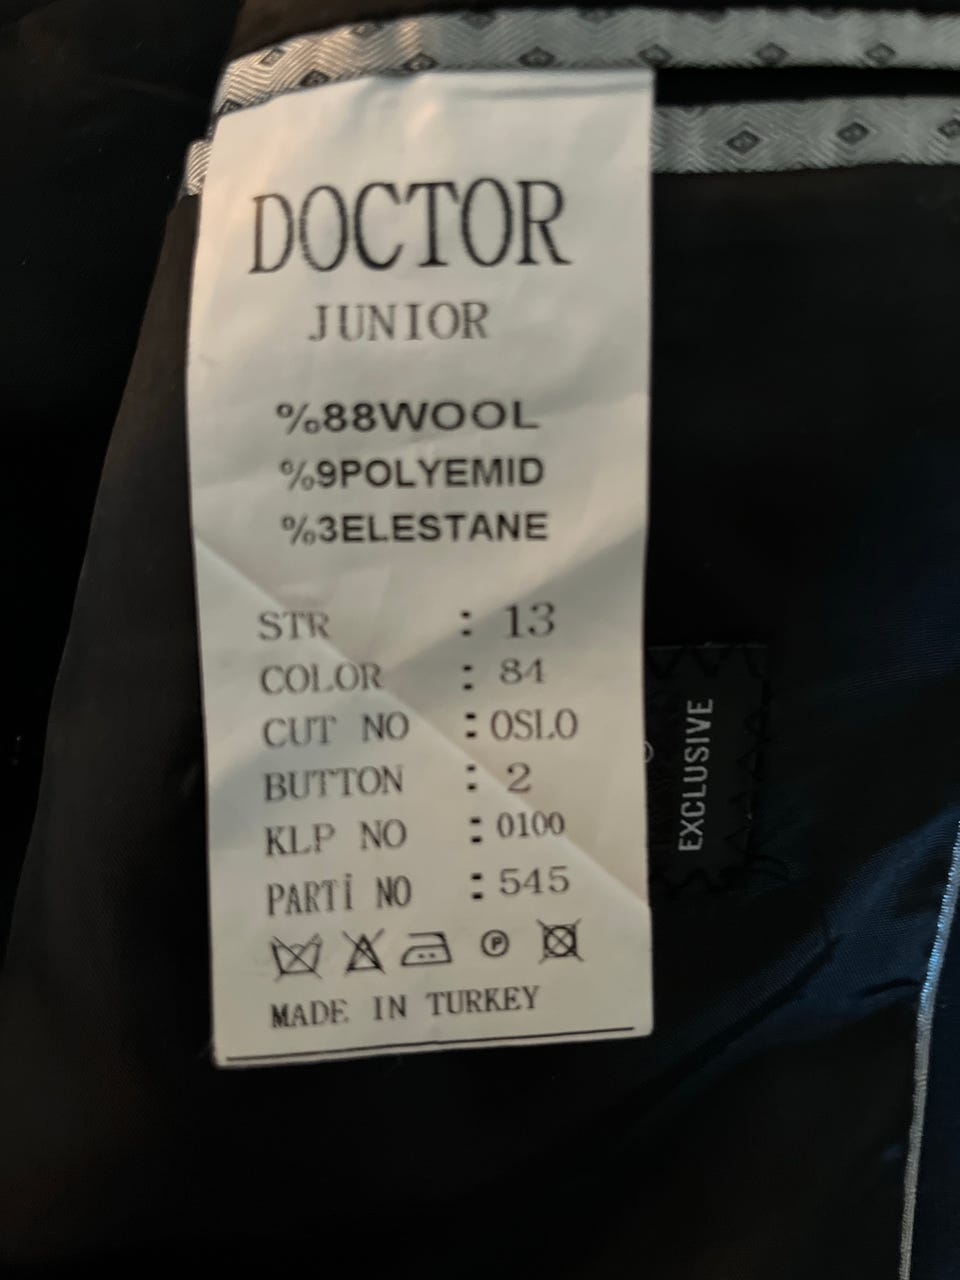 DOCTOR
JUNIOR
%88WOOL
%9POLYEMID
%3ELESTANE
STR : 13
COLOR : 84
CUT NO : OSLO
BUTTON : 2
KLP NO : 0100
PARTİ NO : 545
P
MADE IN TURKEY
EXCLUSIVE